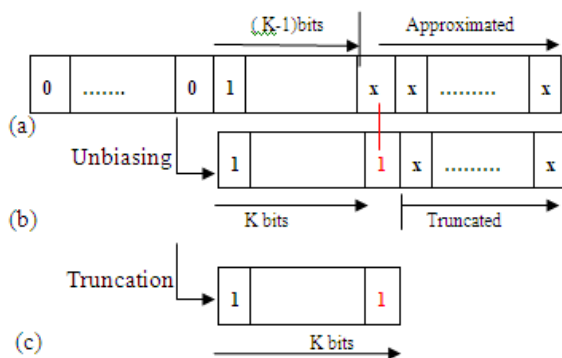 ( K-1)bits Approximated
0 ....... 0 1 x x ......... x
(a)
Unbiasing 1 1 x ......... x
(b) K bits Truncated
Truncation 1 1
(c) K bits